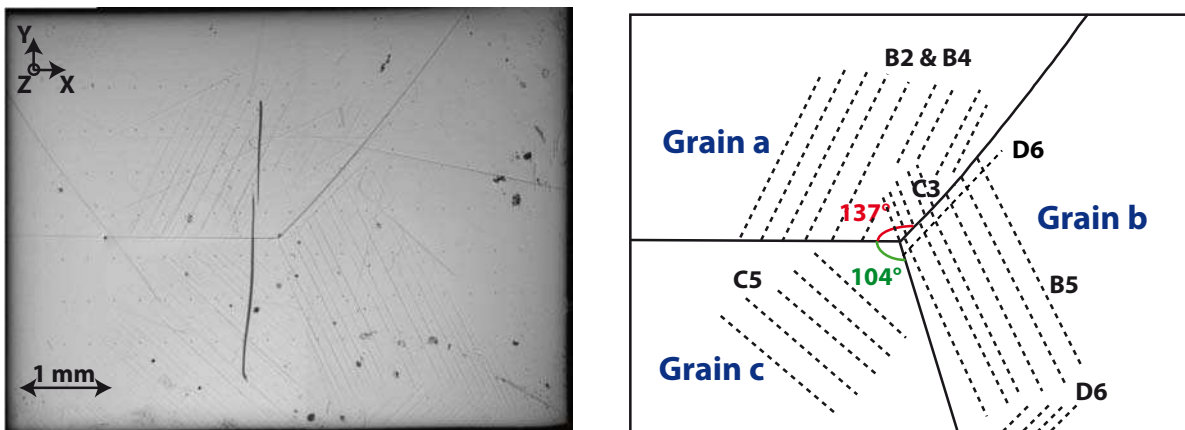 Y
Z X
1 mm
B2 & B4
Grain a
D6
C3
137°
Grain b
104°
C5
B5
Grain c
D6